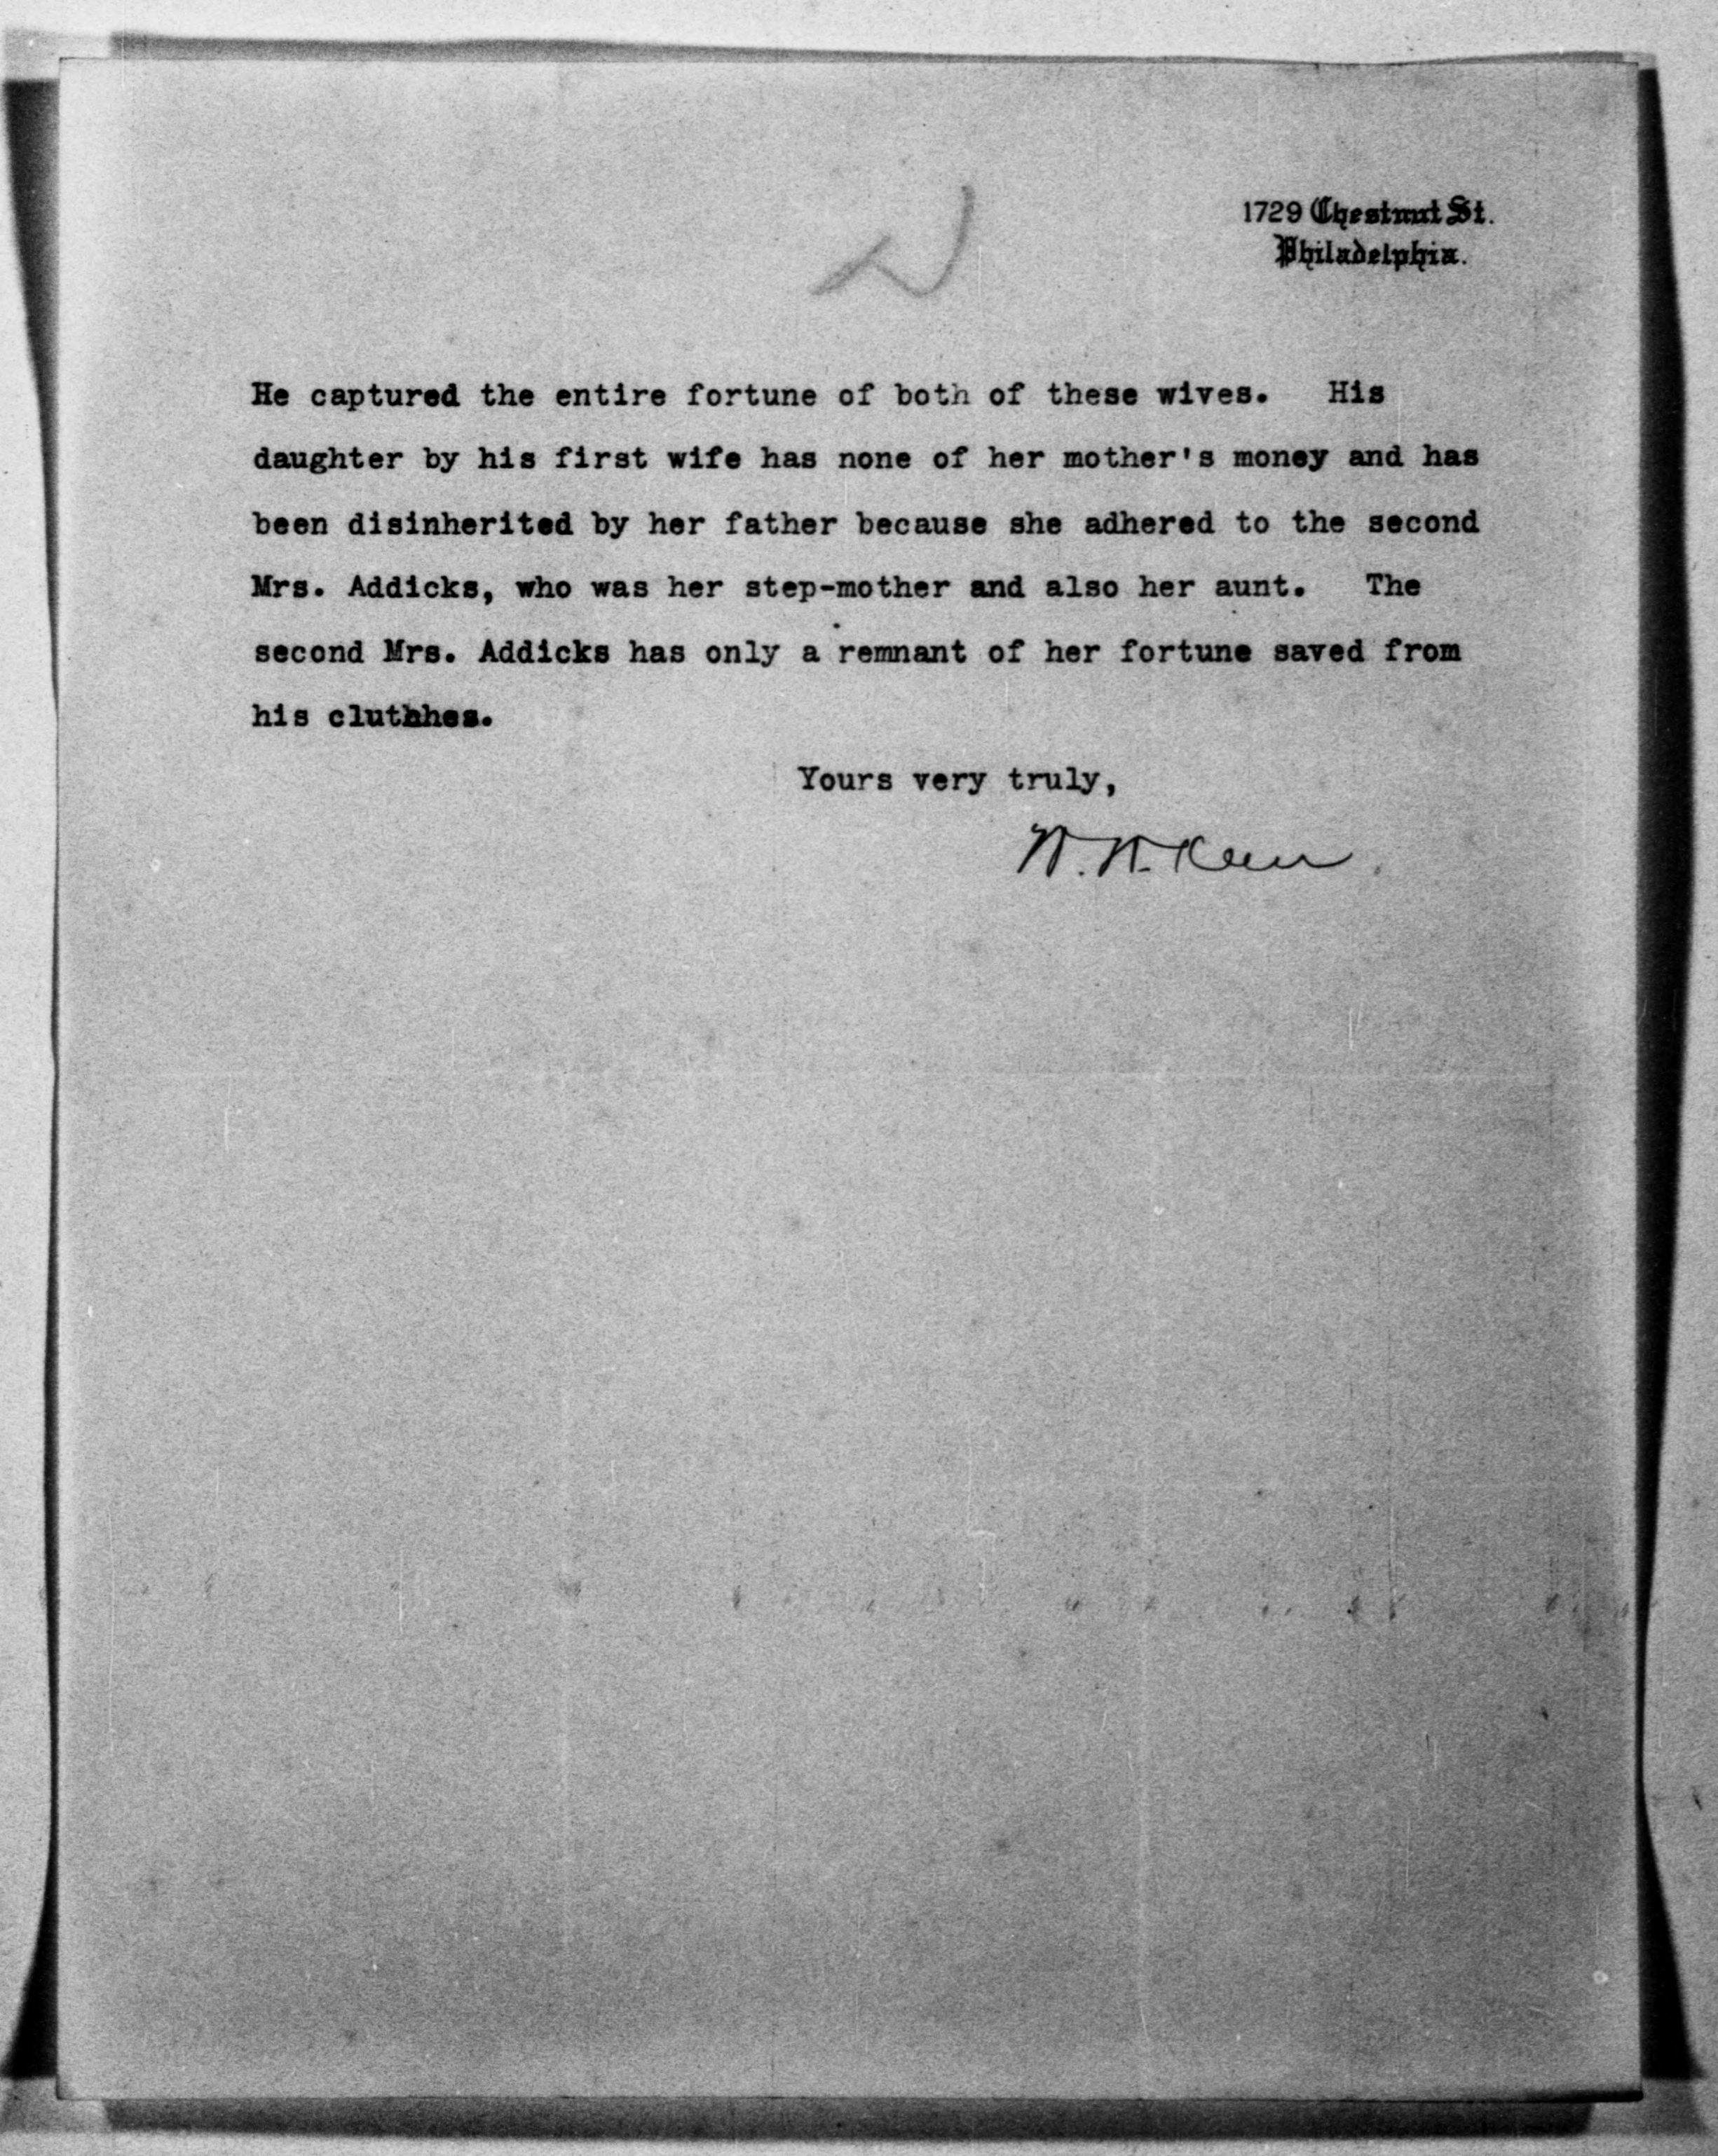 1729 Chestnut St.
Philadelphia.
He captured the entire fortune of both of these wives. His
daughter by his first wife has none of her mother's money and has
been disinherited by her father because she adhered to the second
Mrs. Addicks, who was her step-mother and also her aunt. The
second Mrs. Addicks has only a remnant of her fortune saved from
his cluthhes.
Yours very truly,
W. W. Keen